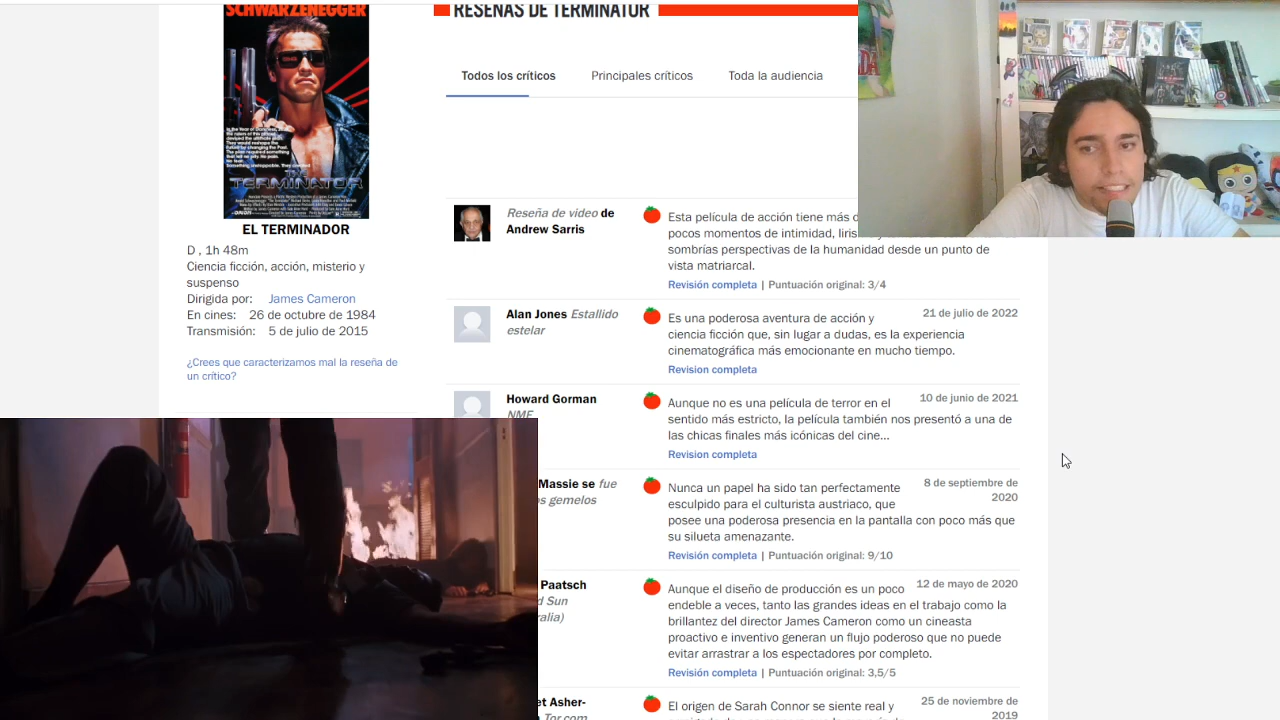 SCHWARZENEGGER
THE
TERMINATOR
EL TERMINADOR
D , 1h 48m
Ciencia ficción, acción, misterio y
suspenso
Dirigida por: James Cameron
En cines: 26 de octubre de 1984
Transmisión: 5 de julio de 2015
¿Crees que caracterizamos mal la reseña de
un crítico?
RESEÑAS DE TERMINATOR
Todos los críticos Principales críticos Toda la audiencia
Reseña de video de
Andrew Sarris
Esta película de acción tiene más d
pocos momentos de intimidad, liris
sombrías perspectivas de la humanidad desde un punto de
vista matriarcal.
Revisión completa | Puntuación original: 3/4
Alan Jones Estallido
estelar
21 de julio de 2022
Es una poderosa aventura de acción y
ciencia ficción que, sin lugar a dudas, es la experiencia
cinematográfica más emocionante en mucho tiempo.
Revision completa
Howard Gorman
NME
10 de junio de 2021
Aunque no es una película de terror en el
sentido más estricto, la película también nos presentó a una de
las chicas finales más icónicas del cine...
Revision completa
Massie se fue
s gemelos
8 de septiembre de
2020
Nunca un papel ha sido tan perfectamente
esculpido para el culturista austriaco, que
posee una poderosa presencia en la pantalla con poco más que
su silueta amenazante.
Revisión completa | Puntuación original: 9/10
Paatsch
d Sun
ralia)
12 de mayo de 2020
Aunque el diseño de producción es un poco
endeble a veces, tanto las grandes ideas en el trabajo como la
brillantez del director James Cameron como un cineasta
proactivo e inventivo generan un flujo poderoso que no puede
evitar arrastrar a los espectadores por completo.
Revisión completa | Puntuación original: 3,5/5
et Asher-
Tor.com
25 de noviembre de
2019
El origen de Sarah Connor se siente real y